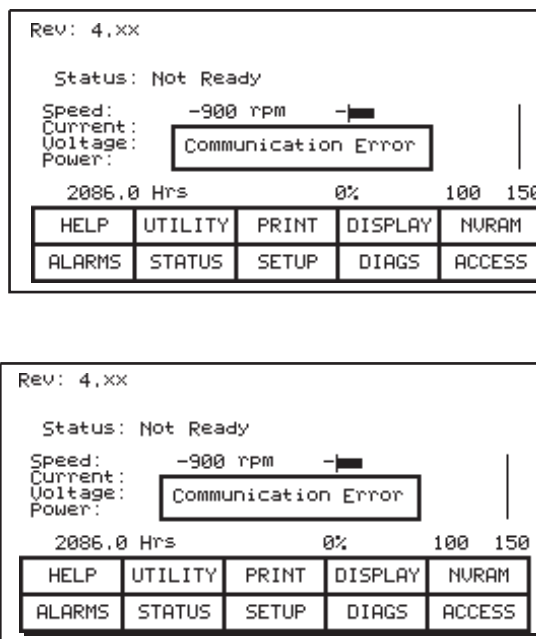 Rev: 4.xx
Status: Not Ready
Speed: -900 rpm
Current:
Voltage:
Power:
Communication Error
2086.0 Hrs 0% 100 150
HELP UTILITY PRINT DISPLAY NVRAM
ALARMS STATUS SETUP DIAGS ACCESS
Rev: 4.xx
Status: Not Ready
Speed: -900 rpm
Current:
Voltage:
Power:
Communication Error
2086.0 Hrs 0% 100 150
HELP UTILITY PRINT DISPLAY NVRAM
ALARMS STATUS SETUP DIAGS ACCESS